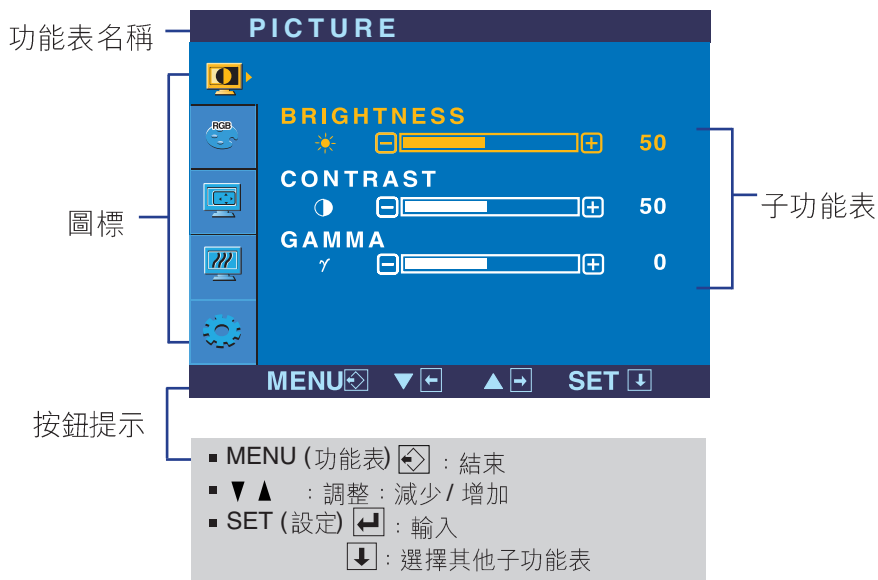 功能表名稱
PICTURE
RGB
BRIGHTNESS
50
CONTRAST
50
子功能表
圖標
GAMMA
γ
0
MENU ▼ ← ▲ → SET ↓
按鈕提示
▪ MENU (功能表) : 結束
▪ ▼ ▲ : 調整 : 減少 / 增加
▪ SET (設定) ↵ : 輸入
↓ : 選擇其他子功能表